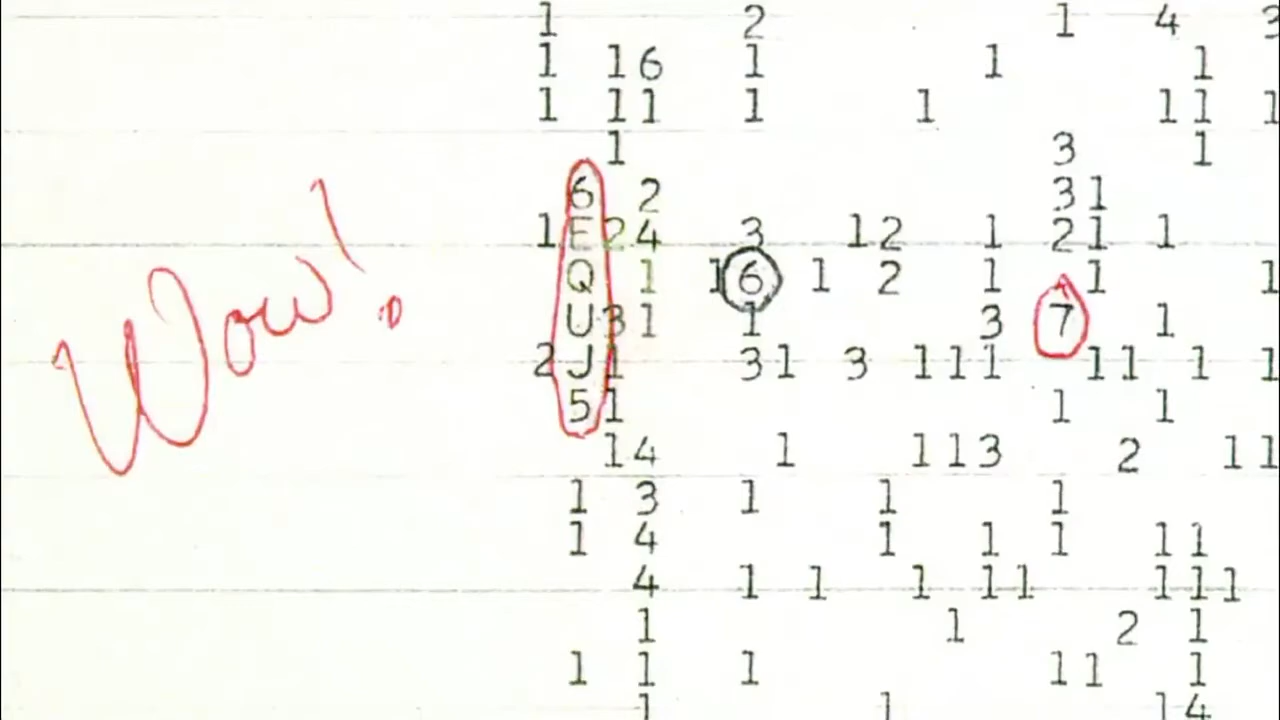 1 2 1 4 3
1 16 1 1 1
1 11 1 1 11 1
1 3 1
6 2 31
1E24 3 12 1 21 1
Q 1 16 1 2 1 1 1
U31 1 3 7 1
2J1 31 3 111 11 1 1
51 1 1
14 1 113 2 11
1 3 1 1 1
1 4 1 1 1 11
4 1 1 1 11 111
1 1 2 1
1 1 1 11 1
1 1 14
Wow!